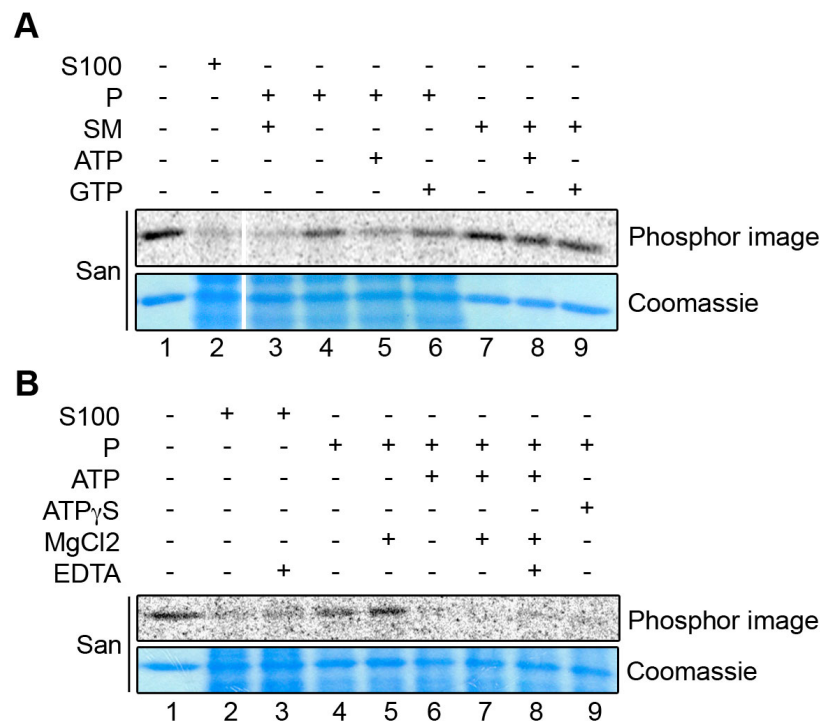 A
S100 - + - - - - - - -
P - - + + + + - - -
SM - - + - - - + + +
ATP - - - - + - - + -
GTP - - - - - + - - +
Phosphor image
San
Coomassie
1 2 3 4 5 6 7 8 9
B
S100 - + + - - - - - -
P - - - + + + + + +
ATP - - - - - + + + -
ATPγS - - - - - - - - +
MgCl2 - - - - + - + + -
EDTA - - + - - - - + -
Phosphor image
San
Coomassie
1 2 3 4 5 6 7 8 9